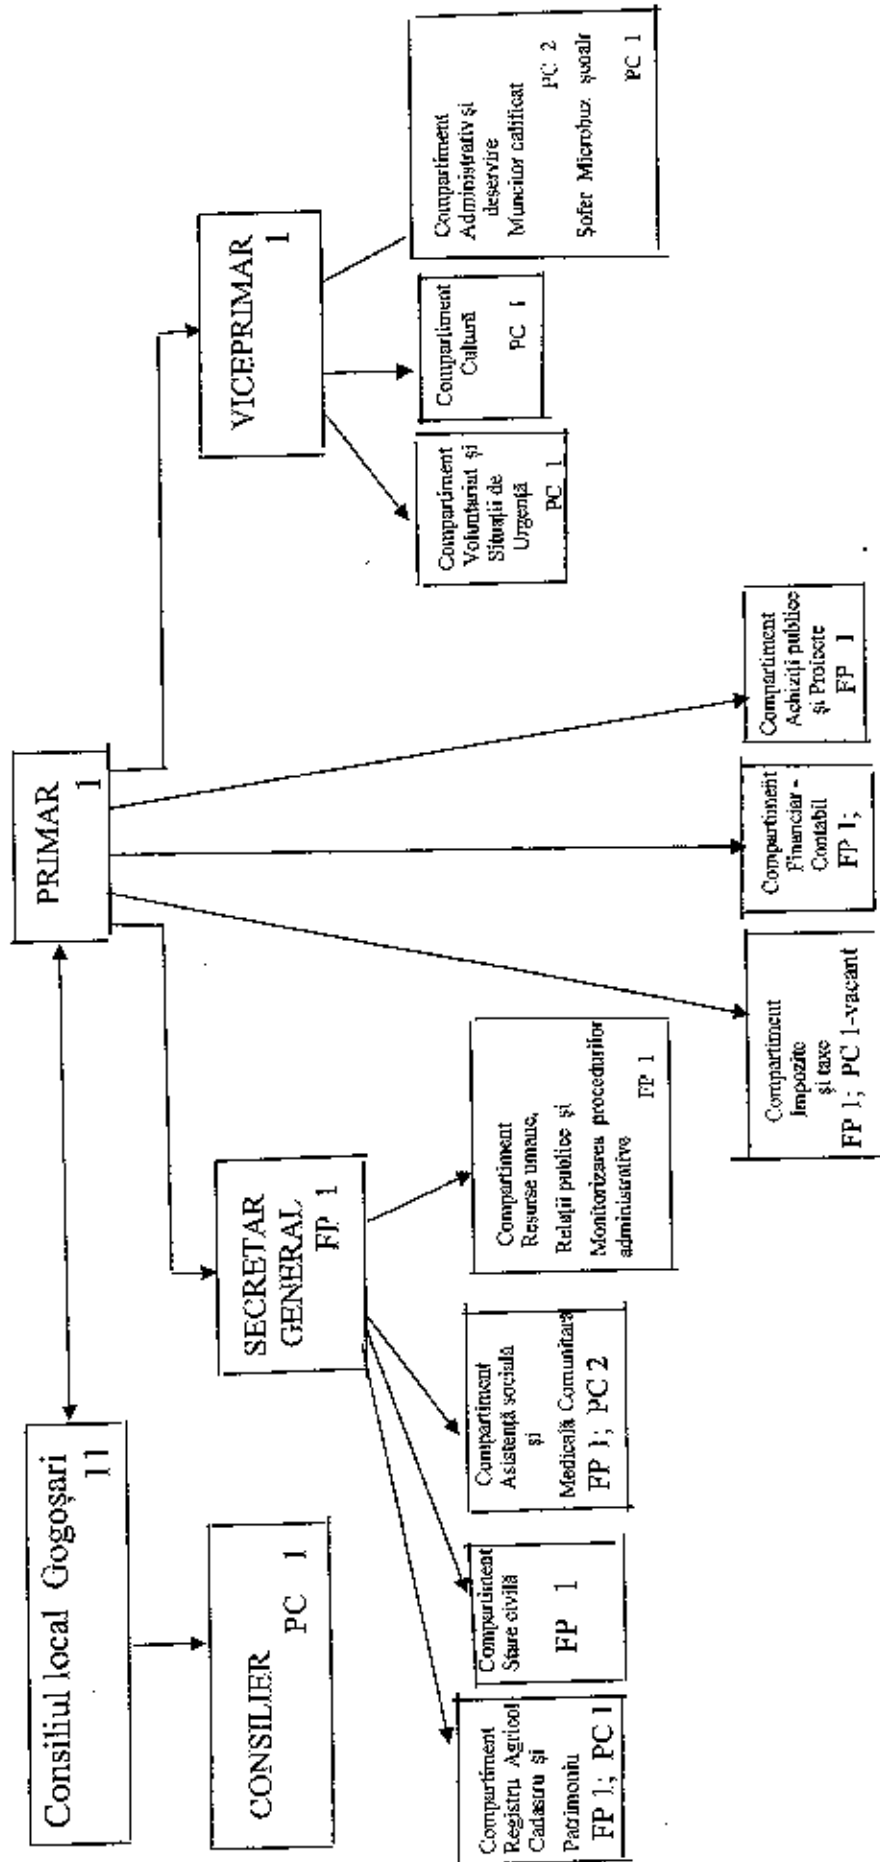 Consiliul local Gogoșari
11
PRIMAR
1
CONSILIER
PC 1
SECRETAR
GENERAL
FP 1
VICEPRIMAR
1
Compartiment
Registru Agricol
Cadastru și
Patrimoniu
FP 1; PC 1
Compartiment
Stare civilă
FP 1
Compartiment
Asistență socială
și
Medicală Comunitară
FP 1; PC 2
Compartiment
Resurse umane,
Relații publice și
Monitorizarea procedurilor
administrative
FP 1
Compartiment
Impozite
și taxe
FP 1; PC 1-vacant
Compartiment
Financiar -
Contabil
FP 1;
Compartiment
Achiziți publice
și Proiecte
FP 1
Compartiment
Voluntariat și
Situații de
Urgență
PC 1
Compartiment
Cultură
PC 1
Compartiment
Administrativ și
deservire
Muncitor calificat
PC 2
Șofer Microbuz școalr
PC 1